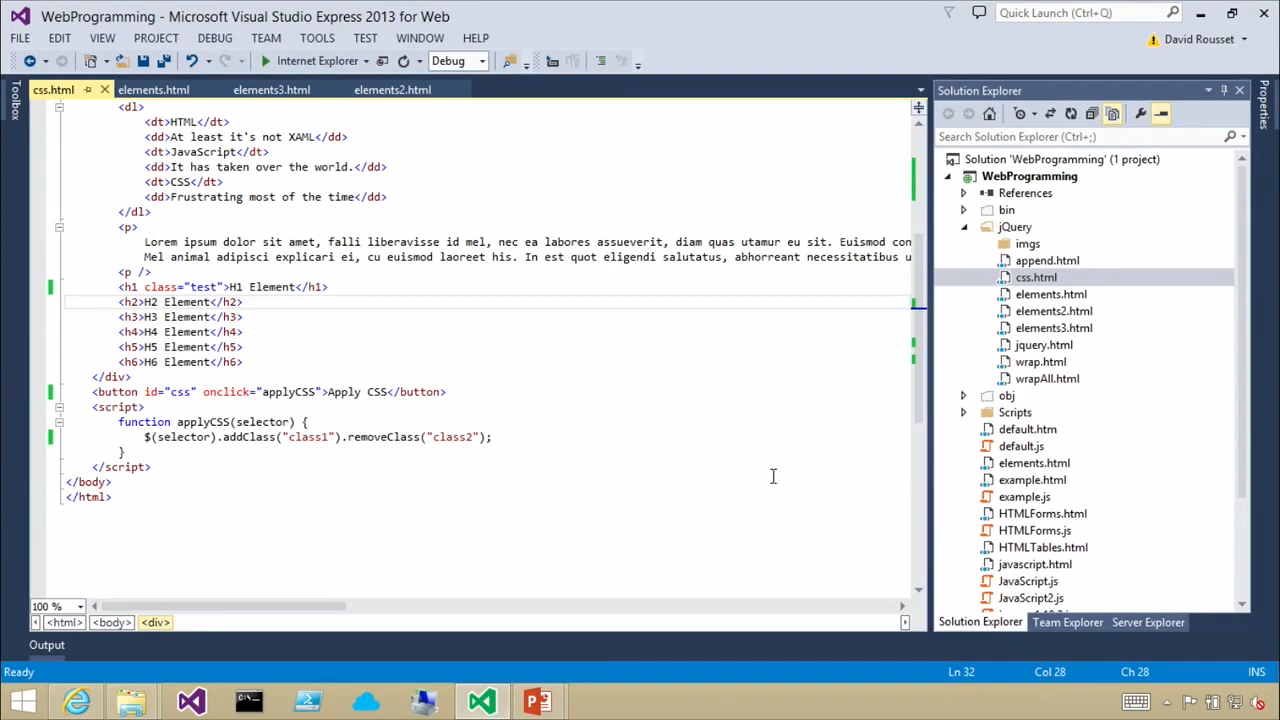 WebProgramming - Microsoft Visual Studio Express 2013 for Web
Quick Launch (Ctrl+Q)
FILE EDIT VIEW PROJECT DEBUG TEAM TOOLS TEST WINDOW HELP
David Rousset
Internet Explorer
Debug
Toolbox
css.html
elements.html
elements3.html
elements2.html
<dl>
<dt>HTML</dt>
<dd>At least it's not XAML</dd>
<dt>JavaScript</dt>
<dd>It has taken over the world.</dd>
<dt>CSS</dt>
<dd>Frustrating most of the time</dd>
</dl>
<p>
Lorem ipsum dolor sit amet, falli liberavisse id mel, nec ea labores assueverit, diam quas utamur eu sit. Euismod con
Mel animal adipisci explicari ei, cu euismod laoreet his. In est quot eligendi salutatus, abhorreant necessitatibus u
<p />
<h1 class="test">H1 Element</h1>
<h2>H2 Element</h2>
<h3>H3 Element</h3>
<h4>H4 Element</h4>
<h5>H5 Element</h5>
<h6>H6 Element</h6>
</div>
<button id="css" onclick="applyCSS">Apply CSS</button>
<script>
function applyCSS(selector) {
$(selector).addClass("class1").removeClass("class2");
}
</script>
</body>
</html>
100 %
<html> <body> <div>
Solution Explorer
Search Solution Explorer (Ctrl+;)
Solution 'WebProgramming' (1 project)
WebProgramming
References
bin
jQuery
imgs
append.html
css.html
elements.html
elements2.html
elements3.html
jquery.html
wrap.html
wrapAll.html
obj
Scripts
default.htm
default.js
elements.html
example.html
example.js
HTMLForms.html
HTMLForms.js
HTMLTables.html
javascript.html
JavaScript.js
JavaScript2.js
Solution Explorer Team Explorer Server Explorer
Properties
Output
Ready
Ln 32
Col 28
Ch 28
INS